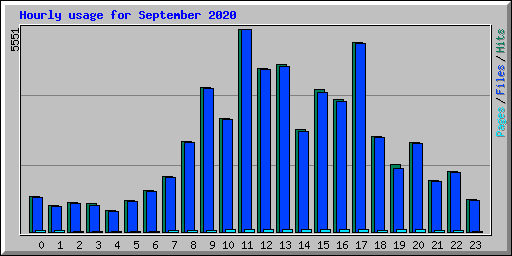 Hourly usage for September 2020
5551
Pages/Files/Hits
0 1 2 3 4 5 6 7 8 9 10 11 12 13 14 15 16 17 18 19 20 21 22 23